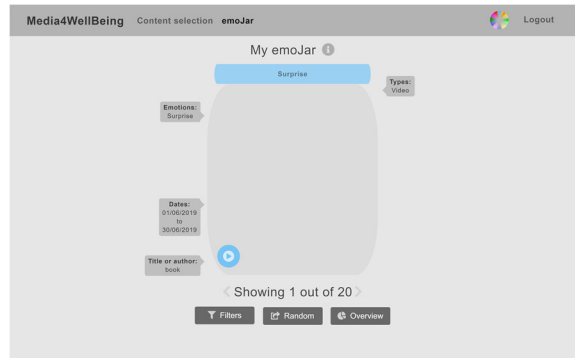 Media4WellBeing Content selection emoJar Logout
My emoJar
Surprise
Types:
Video
Emotions:
Surprise
Dates:
01/06/2019
to
30/06/2019
Title or author:
book
Showing 1 out of 20
Filters Random Overview